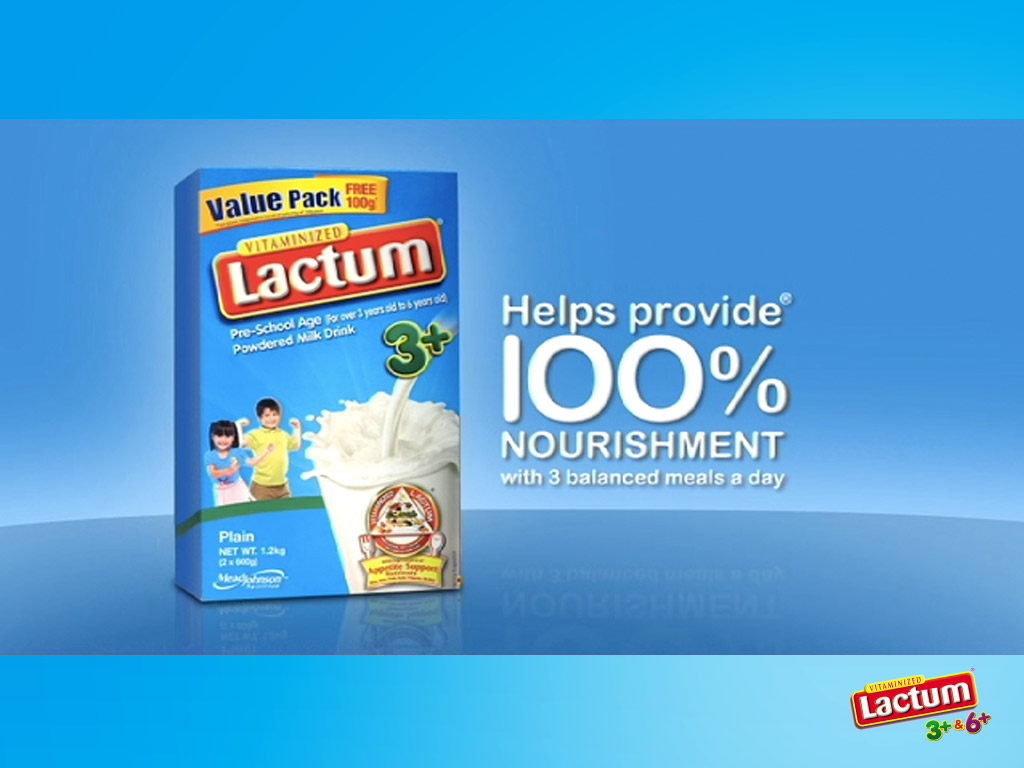 Value Pack FREE 100g
VITAMINIZED
Lactum®
Pre-School Age (For over 3 years old to 6 years old)
Powdered Milk Drink
3+
VITAMINIZED LACTUM
Appetite Support
Plain
NET WT. 1.2kg
(2 x 600g)
MeadJohnson
Helps provide®
100%
NOURISHMENT
with 3 balanced meals a day
VITAMINIZED
Lactum®
3+ & 6+